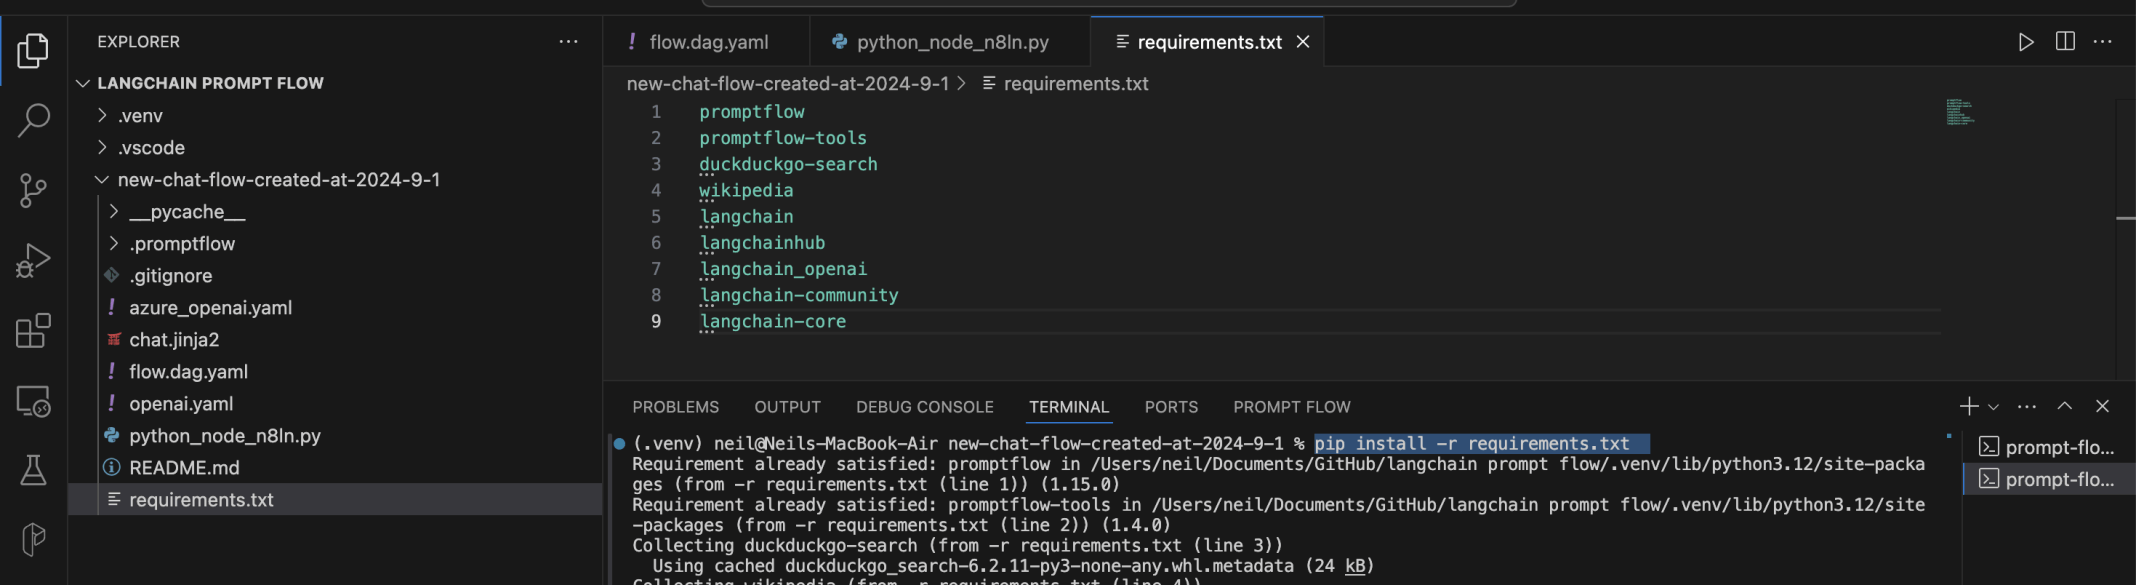 EXPLORER
LANGCHAIN PROMPT FLOW
.venv
.vscode
new-chat-flow-created-at-2024-9-1
__pycache__
.promptflow
.gitignore
azure_openai.yaml
chat.jinja2
flow.dag.yaml
openai.yaml
python_node_n8ln.py
README.md
requirements.txt
flow.dag.yaml
python_node_n8ln.py
requirements.txt
new-chat-flow-created-at-2024-9-1 > requirements.txt
1 promptflow
2 promptflow-tools
3 duckduckgo-search
4 wikipedia
5 langchain
6 langchainhub
7 langchain_openai
8 langchain-community
9 langchain-core
PROBLEMS OUTPUT DEBUG CONSOLE TERMINAL PORTS PROMPT FLOW
(.venv) neil@Neils-MacBook-Air new-chat-flow-created-at-2024-9-1 % pip install -r requirements.txt
Requirement already satisfied: promptflow in /Users/neil/Documents/GitHub/langchain prompt flow/.venv/lib/python3.12/site-packa
ges (from -r requirements.txt (line 1)) (1.15.0)
Requirement already satisfied: promptflow-tools in /Users/neil/Documents/GitHub/langchain prompt flow/.venv/lib/python3.12/site
-packages (from -r requirements.txt (line 2)) (1.4.0)
Collecting duckduckgo-search (from -r requirements.txt (line 3))
Using cached duckduckgo_search-6.2.11-py3-none-any.whl.metadata (24 kB)
Collecting wikipedia (from -r requirements.txt (line 4))
prompt-flo...
prompt-flo...